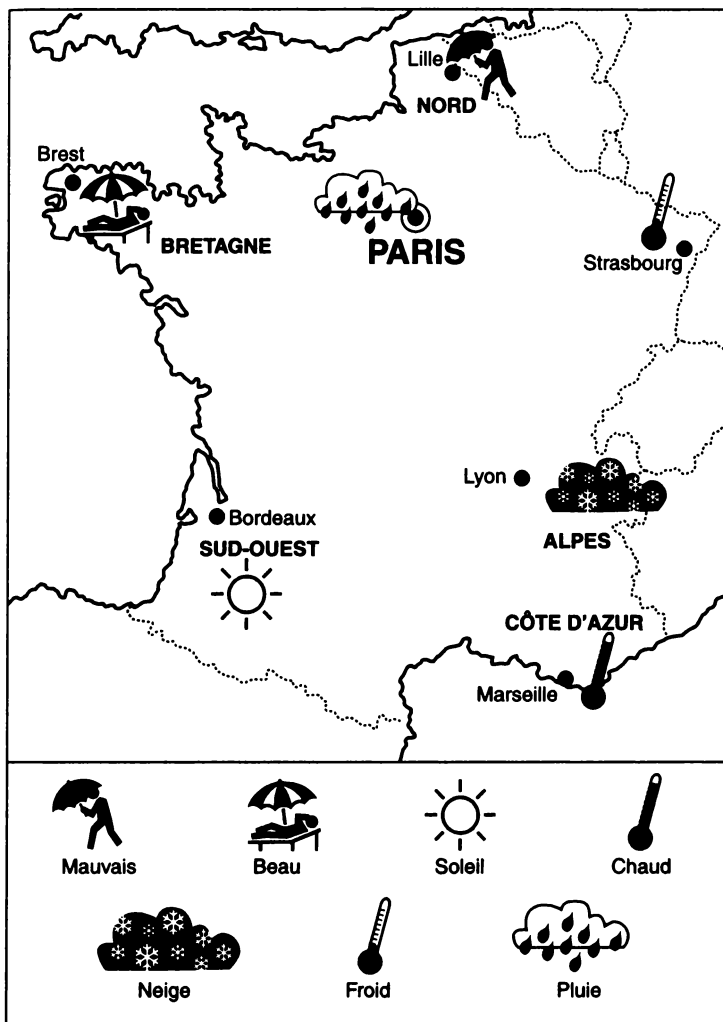 Lille
NORD
Brest
BRETAGNE
PARIS
Strasbourg
Lyon
ALPES
Bordeaux
SUD-OUEST
CÔTE D'AZUR
Marseille
Mauvais
Beau
Soleil
Chaud
Neige
Froid
Pluie